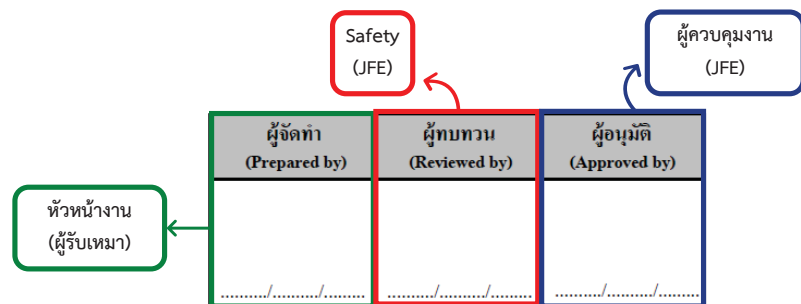 Safety
(JFE)
ผู้ควบคุมงาน
(JFE)
ผู้จัดทำ
(Prepared by)
ผู้ทบทวน
(Reviewed by)
ผู้อนุมัติ
(Approved by)
หัวหน้างาน
(ผู้รับเหมา)
........../........./.........
........../........./.........
........../........./.........